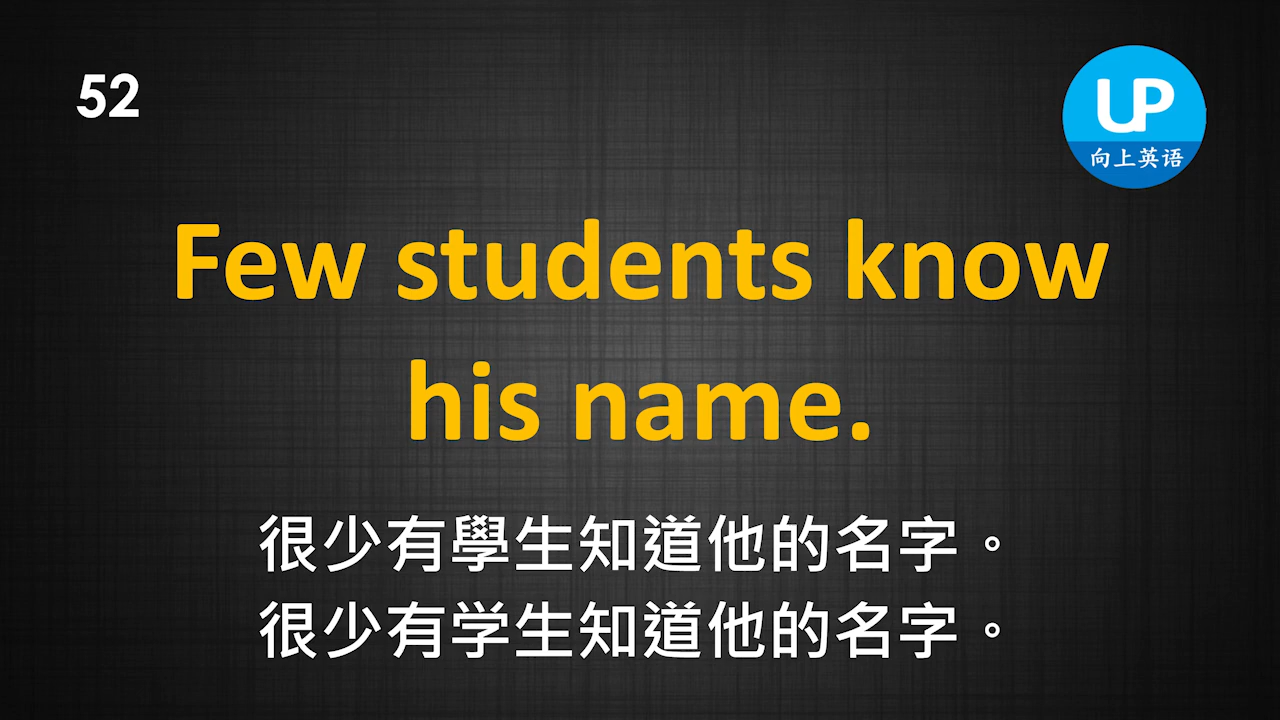 52
UP
向上英语
Few students know
his name.
很少有學生知道他的名字。
很少有学生知道他的名字。